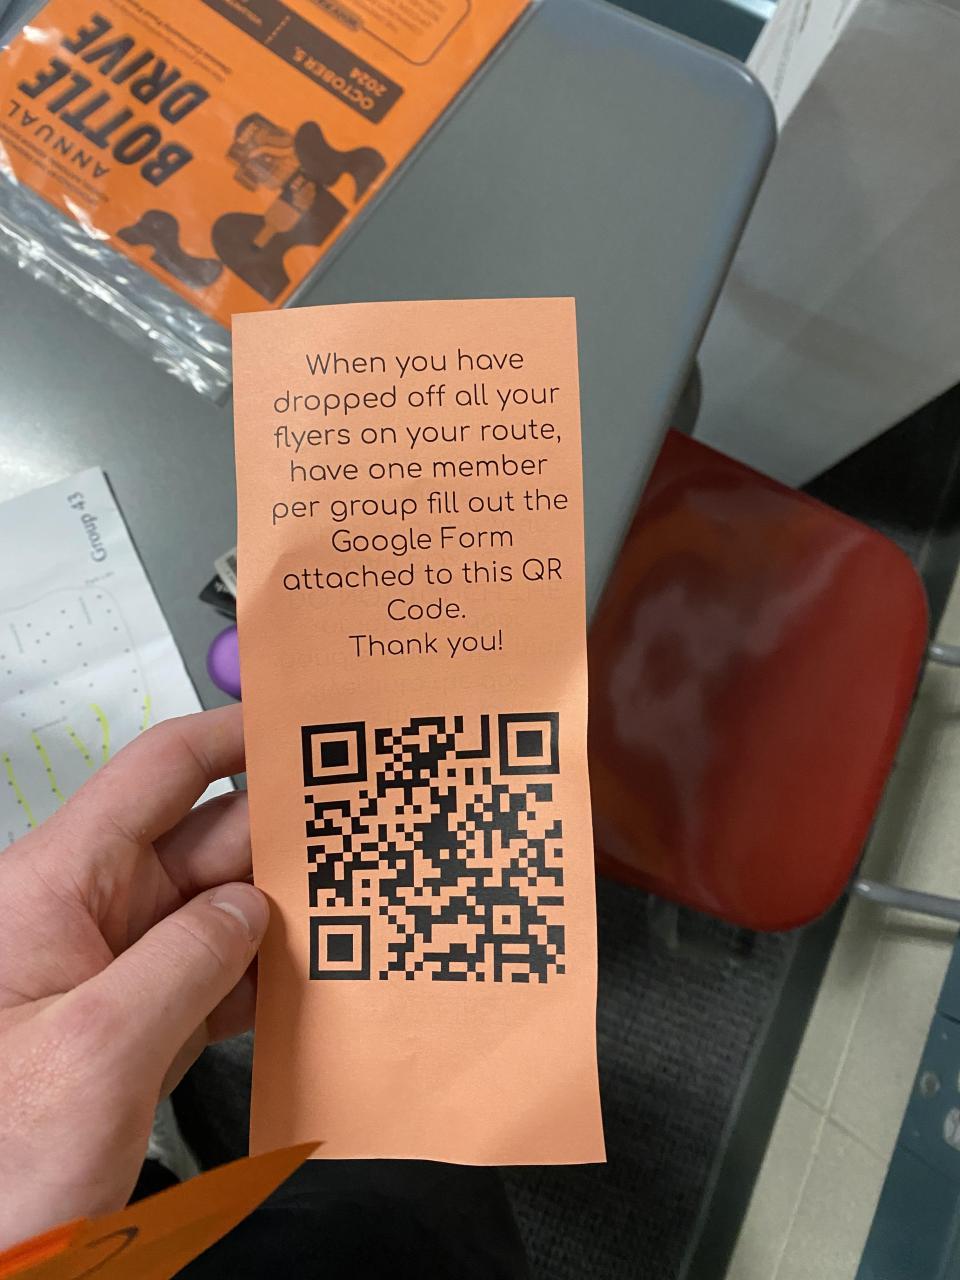 When you have
dropped off all your
flyers on your route,
have one member
per group fill out the
Google Form
attached to this QR
Code.
Thank you!
ANNUAL
BOTTLE
DRIVE
OCTOBER 5,
2024
Group 43